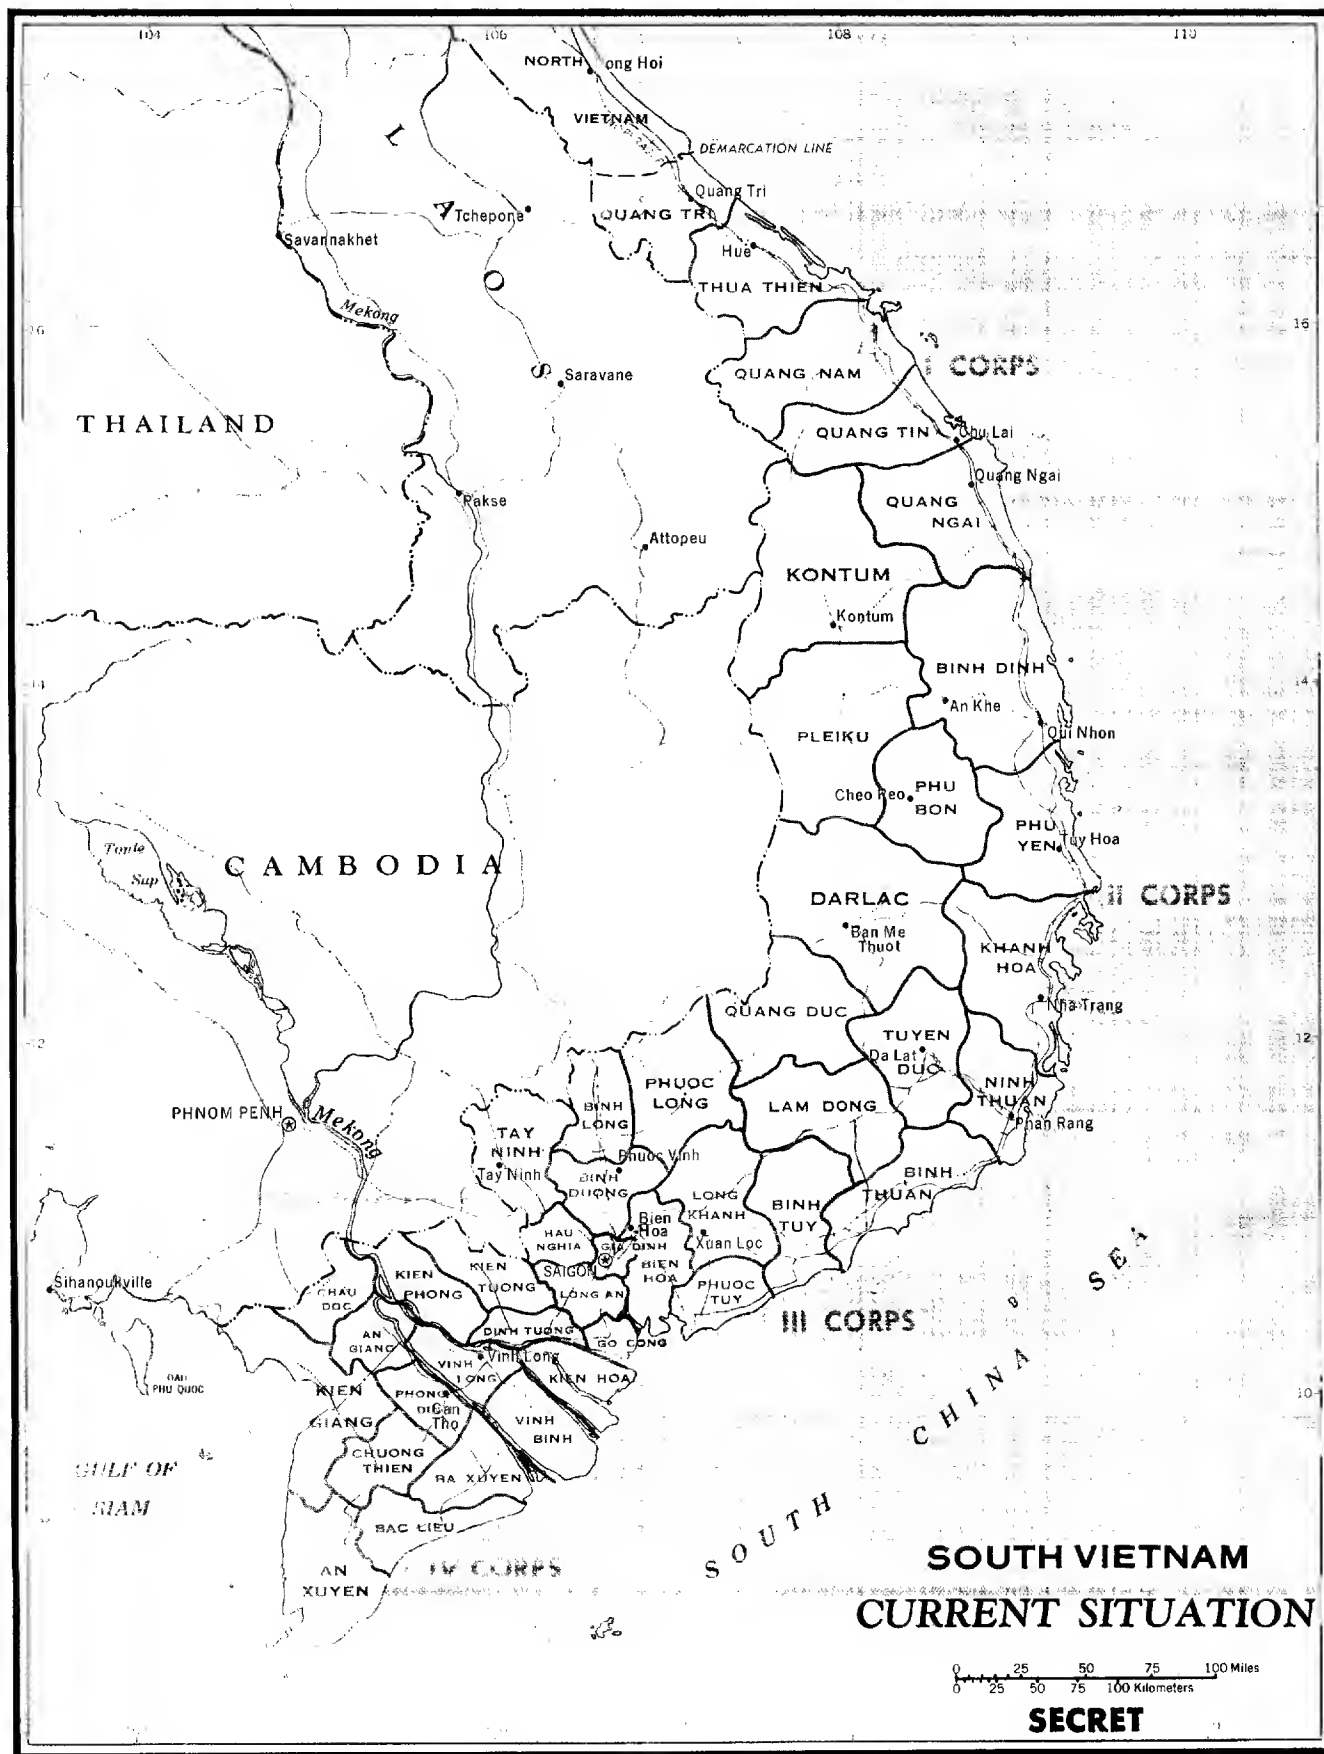 104
106
108
110
NORTH
ong Hoi
VIETNAM
DEMARCATION LINE
L
A
O
S
Quang Tri
QUANG TRI
Tchepone
Savannakhet
Hue
THUA THIEN
Mekong
16
16
I CORPS
QUANG NAM
Saravane
THAILAND
QUANG TIN
Chu Lai
Quang Ngai
Pakse
QUANG
NGAI
Attopeu
KONTUM
Kontum
BINH DINH
14
14
An Khe
PLEIKU
Qui Nhon
Cheo Reo
PHU
BON
PHU
YEN
Tuy Hoa
Tonle
Sap
CAMBODIA
DARLAC
II CORPS
Ban Me
Thuot
KHANH
HOA
Nha Trang
QUANG DUC
TUYEN
DUC
Da Lat
12
12
PHUOC
LONG
NINH
THUAN
BINH
LONG
LAM DONG
PHNOM PENH
Mekong
Phan Rang
TAY
NINH
Tay Ninh
Phuoc Vinh
BINH
DUONG
BINH
THUAN
LONG
KHANH
BINH
TUY
Bien
Hoa
HAU
NGHIA
GIA DINH
Xuan Loc
SAIGON
BIEN
HOA
KIEN
PHONG
KIEN
TUONG
Sihanoukville
CHAU
DOC
LONG AN
PHUOC
TUY
III CORPS
DINH TUONG
GO CONG
AN
GIANG
Vinh Long
VINH
LONG
KIEN HOA
DAO
PHU QUOC
KIEN
GIANG
PHONG
DINH
Can
Tho
10
VINH
BINH
CHUONG
THIEN
BA XUYEN
GULF OF
SIAM
BAC LIEU
IV CORPS
AN
XUYEN
SOUTH CHINA SEA
SOUTH VIETNAM
CURRENT SITUATION
0 25 50 75 100 Miles
0 25 50 75 100 Kilometers
SECRET